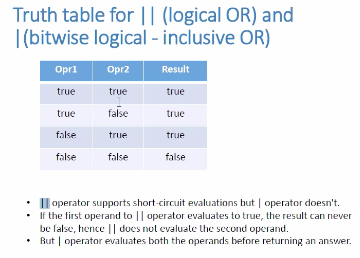 Truth table for || (logical OR) and
|(bitwise logical - inclusive OR)
Opr1 Opr2 Result
true true true
true false true
false true true
false false false
• || operator supports short-circuit evaluations but | operator doesn't.
• If the first operand to || operator evaluates to true, the result can never
be false, hence || does not evaluate the second operand.
• But | operator evaluates both the operands before returning an answer.